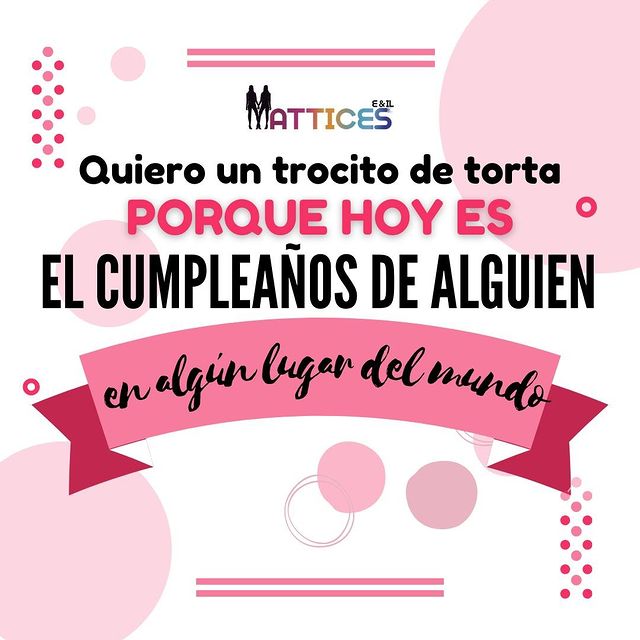 E & IL
MATTICES
Quiero un trocito de torta
PORQUE HOY ES
EL CUMPLEAÑOS DE ALGUIEN
en algún lugar del mundo